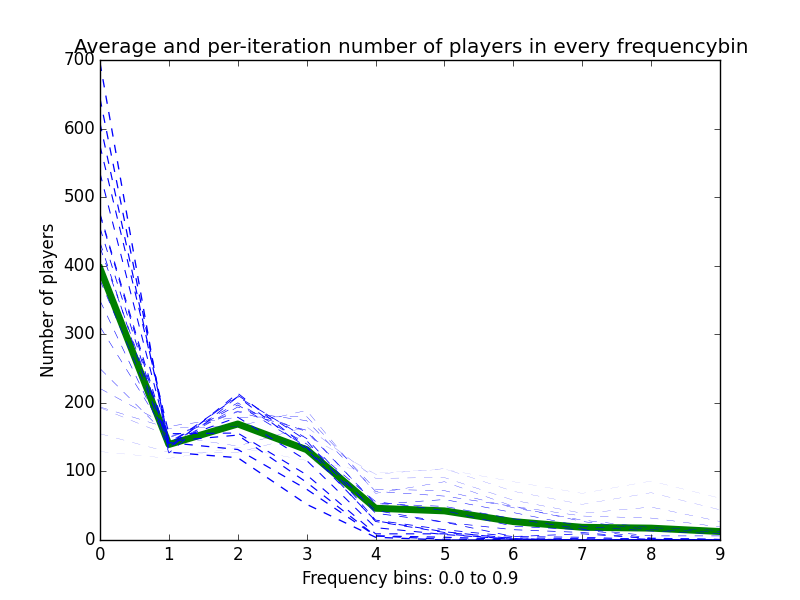 Average and per-iteration number of players in every frequencybin
700
600
500
400
300
200
100
0
Number of players
0 1 2 3 4 5 6 7 8 9
Frequency bins: 0.0 to 0.9